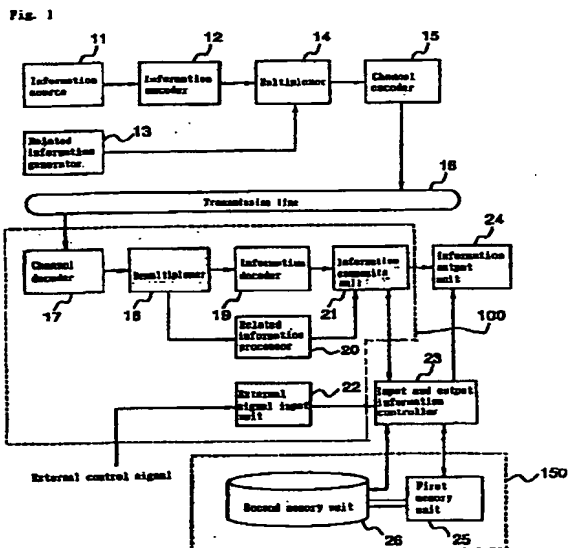 Fig. 1
11
Information
source
12
Information
encoder
14
Multiplexor
15
Channel
encoder
13
Related
information
generator
16
Transmission line
24
Information
output
unit
Channel
decoder
17
Demultiplexer
18
Information
decoder
19
Information
composite
unit
21
Related
information
processor
20
100
22
External
signal input
unit
23
Input and output
information
controller
External control signal
Second memory unit
26
First
memory
unit
25
150